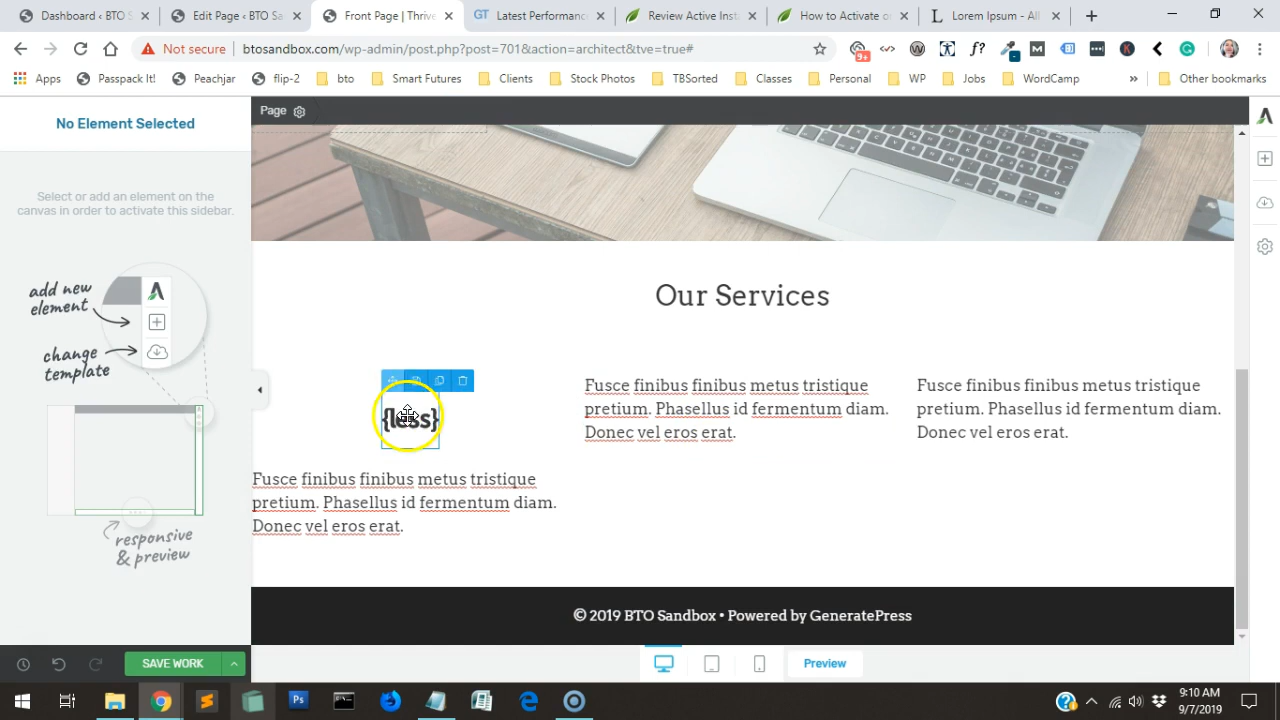 Dashboard ‹ BTO S
Edit Page ‹ BTO Sa
Front Page | Thrive
GT Latest Performanc
Review Active Inst
How to Activate o
L Lorem Ipsum - All
Not secure | btosandbox.com/wp-admin/post.php?post=701&action=architect&tve=true#
9+
f?
M
K
Apps
Passpack It!
Peachjar
flip-2
bto
Smart Futures
Clients
Stock Photos
TBSorted
Classes
Personal
WP
Jobs
WordCamp
»
Other bookmarks
No Element Selected
Page
Select or add an element on the
canvas in order to activate this sidebar.
add new
element
change
template
responsive
& preview
Our Services
Fusce finibus finibus metus tristique
pretium. Phasellus id fermentum diam.
Donec vel eros erat.
Fusce finibus finibus metus tristique
pretium. Phasellus id fermentum diam.
Donec vel eros erat.
Fusce finibus finibus metus tristique
pretium. Phasellus id fermentum diam.
Donec vel eros erat.
© 2019 BTO Sandbox • Powered by GeneratePress
SAVE WORK
Preview
Ps
9:10 AM
9/7/2019